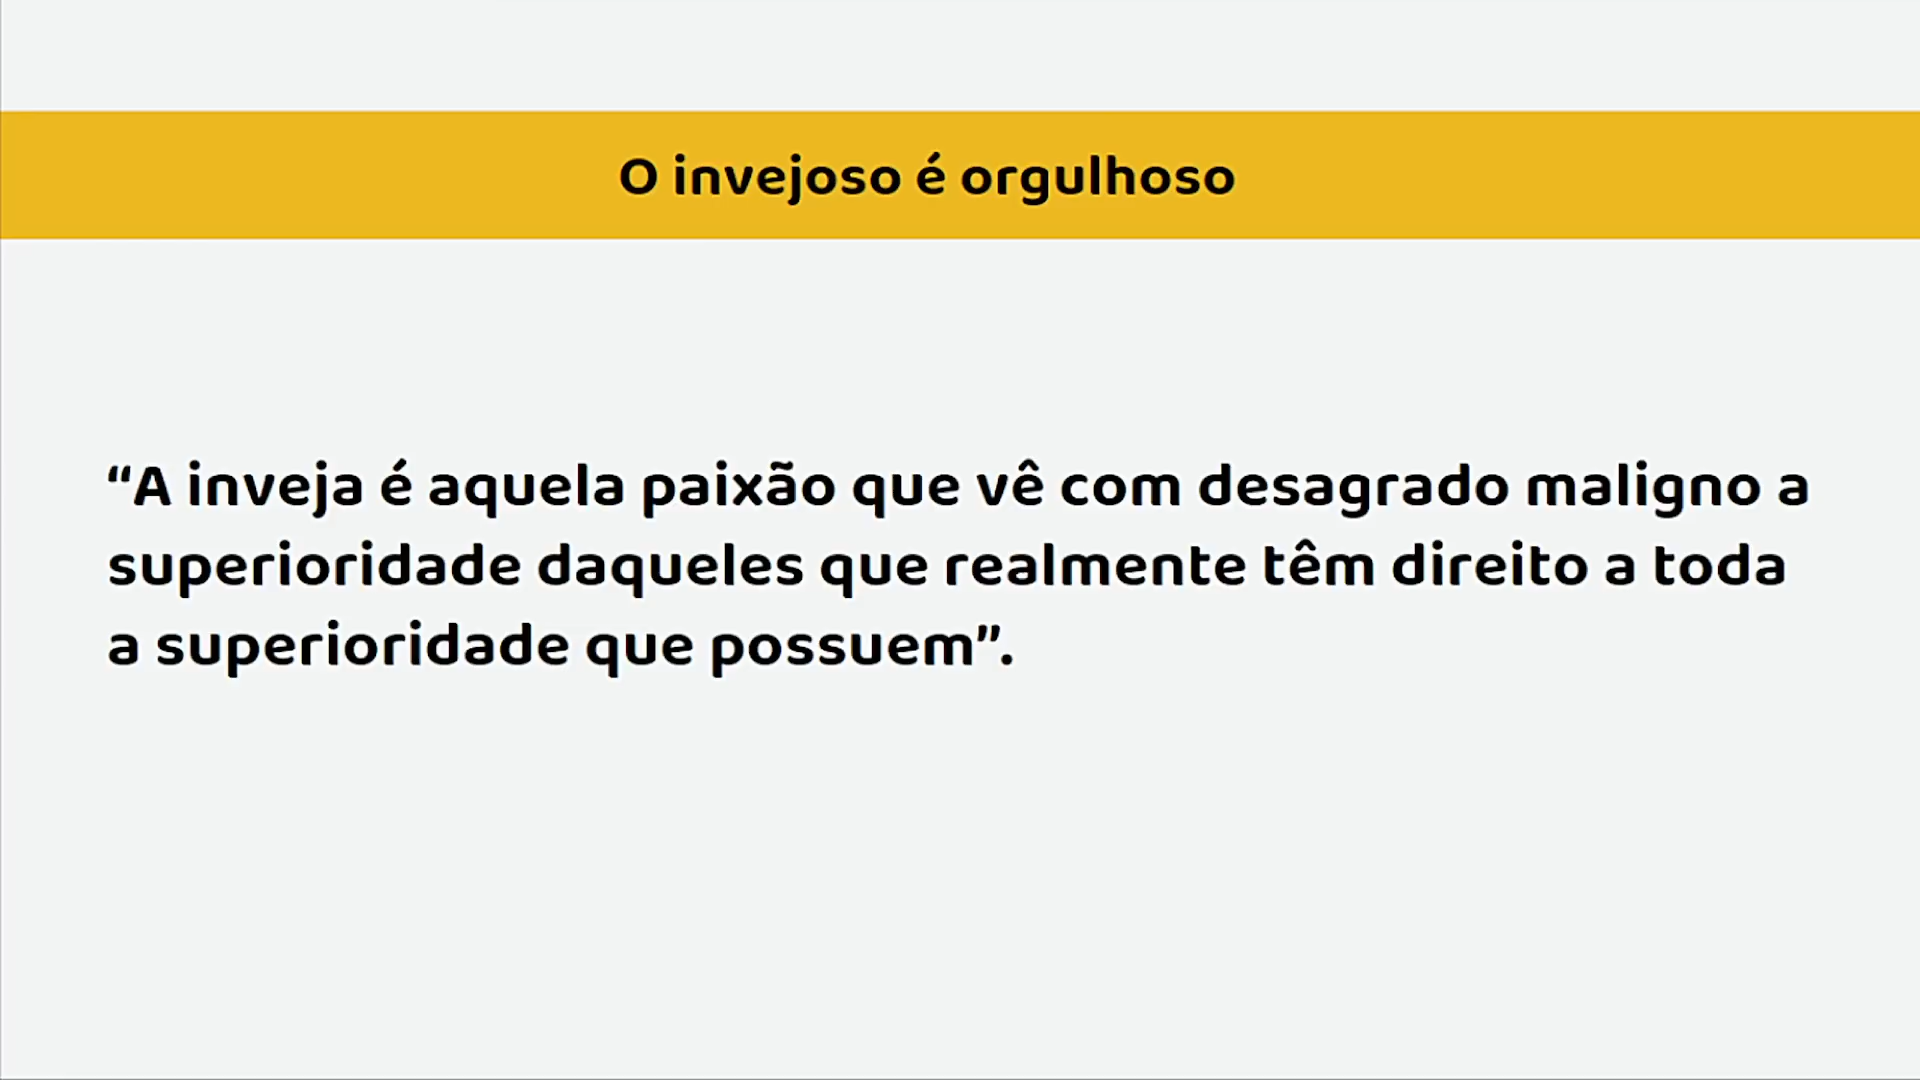 O invejoso é orgulhoso
“A inveja é aquela paixão que vê com desagrado maligno a
superioridade daqueles que realmente têm direito a toda
a superioridade que possuem”.